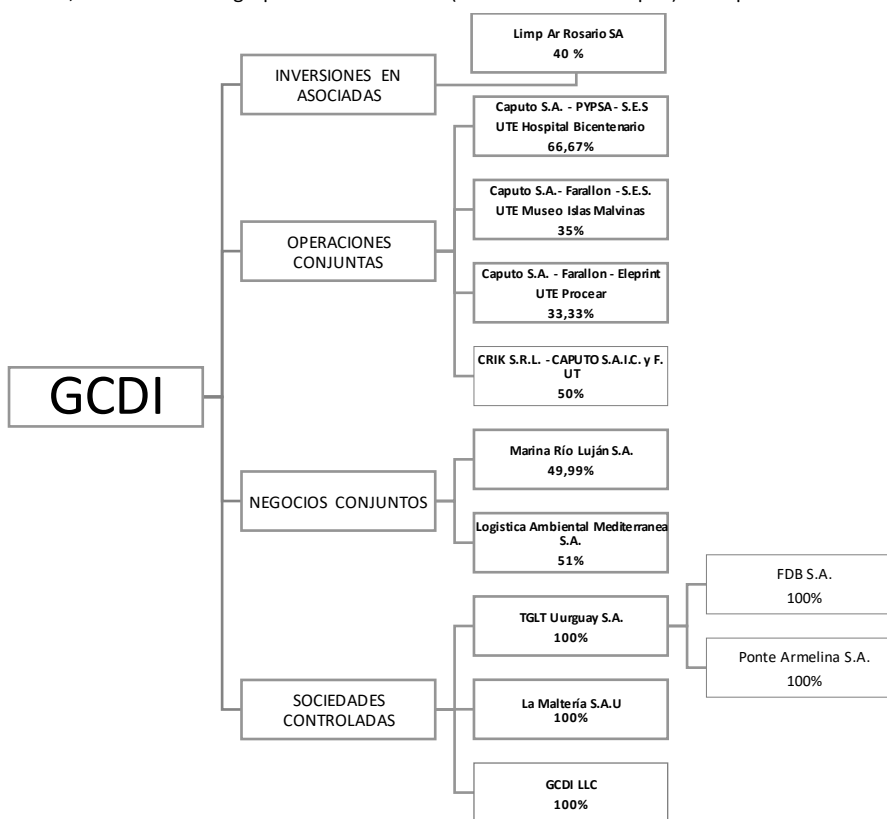 Limp Ar Rosario SA
40 %
INVERSIONES EN
ASOCIADAS
Caputo S.A. - PYPSA - S.E.S
UTE Hospital Bicentenario
66,67%
Caputo S.A.- Farallon - S.E.S.
UTE Museo Islas Malvinas
35%
OPERACIONES
CONJUNTAS
Caputo S.A. - Farallon - Eleprint
UTE Procear
33,33%
CRIK S.R.L. - CAPUTO S.A.I.C. y F.
UT
50%
GCDI
Marina Río Luján S.A.
49,99%
NEGOCIOS CONJUNTOS
Logistica Ambiental Mediterranea
S.A.
51%
FDB S.A.
100%
TGLT Uurguay S.A.
100%
Ponte Armelina S.A.
100%
SOCIEDADES
CONTROLADAS
La Maltería S.A.U
100%
GCDI LLC
100%